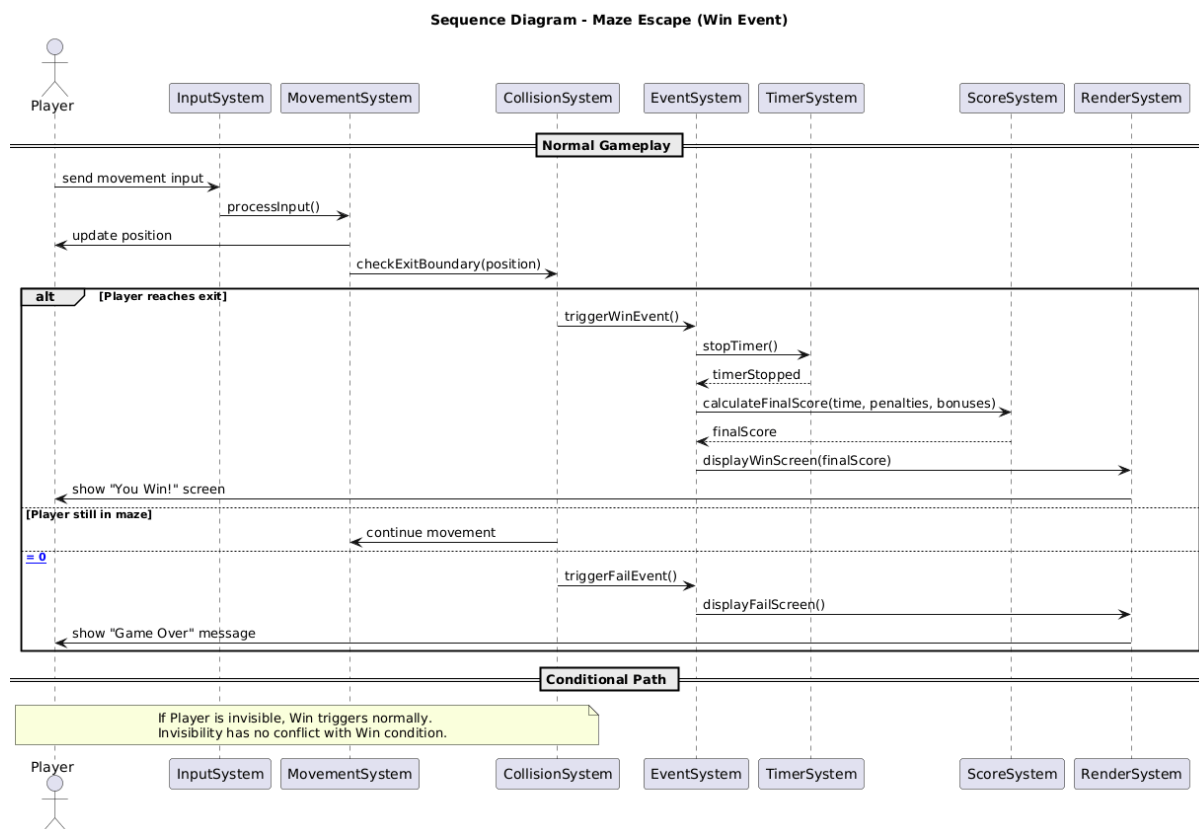 Sequence Diagram - Maze Escape (Win Event)
Player
InputSystem
MovementSystem
CollisionSystem
EventSystem
TimerSystem
ScoreSystem
RenderSystem
Normal Gameplay
send movement input
processInput()
update position
checkExitBoundary(position)
alt [Player reaches exit]
triggerWinEvent()
stopTimer()
timerStopped
calculateFinalScore(time, penalties, bonuses)
finalScore
displayWinScreen(finalScore)
show "You Win!" screen
[Player still in maze]
continue movement
= 0
triggerFailEvent()
displayFailScreen()
show "Game Over" message
Conditional Path
If Player is invisible, Win triggers normally.
Invisibility has no conflict with Win condition.
Player
InputSystem
MovementSystem
CollisionSystem
EventSystem
TimerSystem
ScoreSystem
RenderSystem